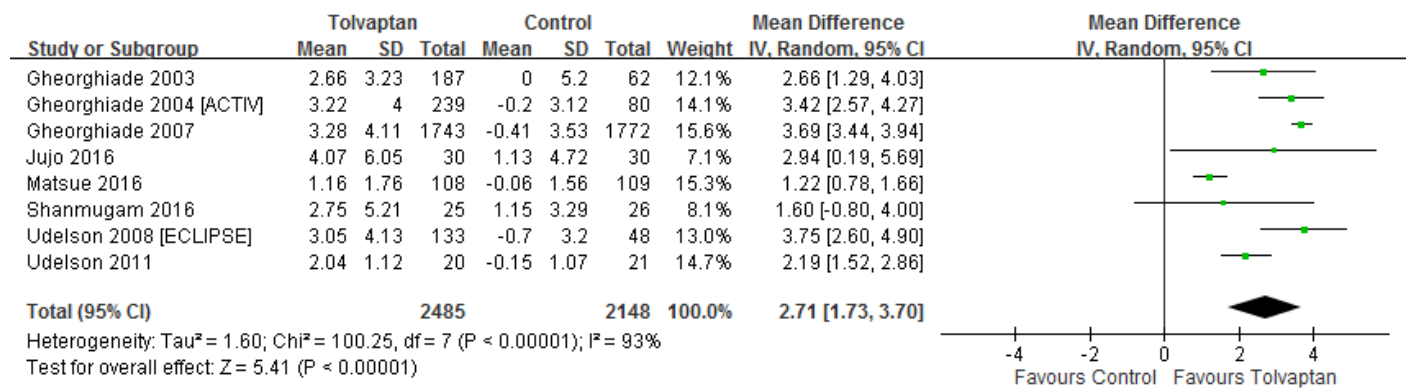 Tolvaptan Control Mean Difference Mean Difference
Study or Subgroup Mean SD Total Mean SD Total Weight IV, Random, 95% CI IV, Random, 95% CI
Gheorghiade 2003 2.66 3.23 187 0 5.2 62 12.1% 2.66 [1.29, 4.03]
Gheorghiade 2004 [ACTIV] 3.22 4 239 -0.2 3.12 80 14.1% 3.42 [2.57, 4.27]
Gheorghiade 2007 3.28 4.11 1743 -0.41 3.53 1772 15.6% 3.69 [3.44, 3.94]
Jujo 2016 4.07 6.05 30 1.13 4.72 30 7.1% 2.94 [0.19, 5.69]
Matsue 2016 1.16 1.76 108 -0.06 1.56 109 15.3% 1.22 [0.78, 1.66]
Shanmugam 2016 2.75 5.21 25 1.15 3.29 26 8.1% 1.60 [-0.80, 4.00]
Udelson 2008 [ECLIPSE] 3.05 4.13 133 -0.7 3.2 48 13.0% 3.75 [2.60, 4.90]
Udelson 2011 2.04 1.12 20 -0.15 1.07 21 14.7% 2.19 [1.52, 2.86]
Total (95% CI) 2485 2148 100.0% 2.71 [1.73, 3.70]
Heterogeneity: Tau² = 1.60; Chi² = 100.25, df = 7 (P < 0.00001); I² = 93%
Test for overall effect: Z = 5.41 (P < 0.00001)
-4 -2 0 2 4
Favours Control Favours Tolvaptan